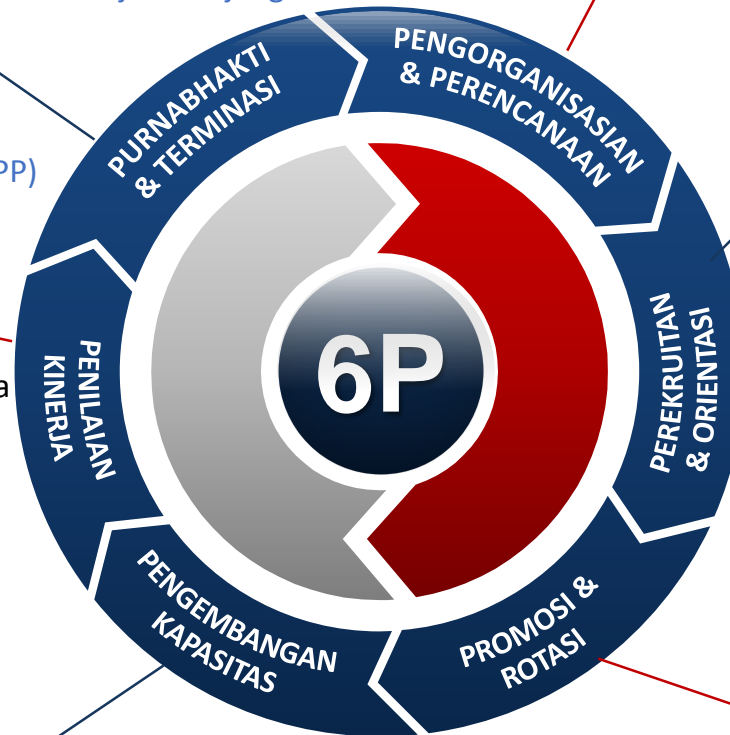 PENGORGANISASIAN
& PERENCANAAN
PEREKRUITAN
& ORIENTASI
PROMOSI &
ROTASI
PENGEMBANGAN
KAPASITAS
PENILAIAN
KINERJA
PURNABHAKTI
& TERMINASI
6P
PP)
a